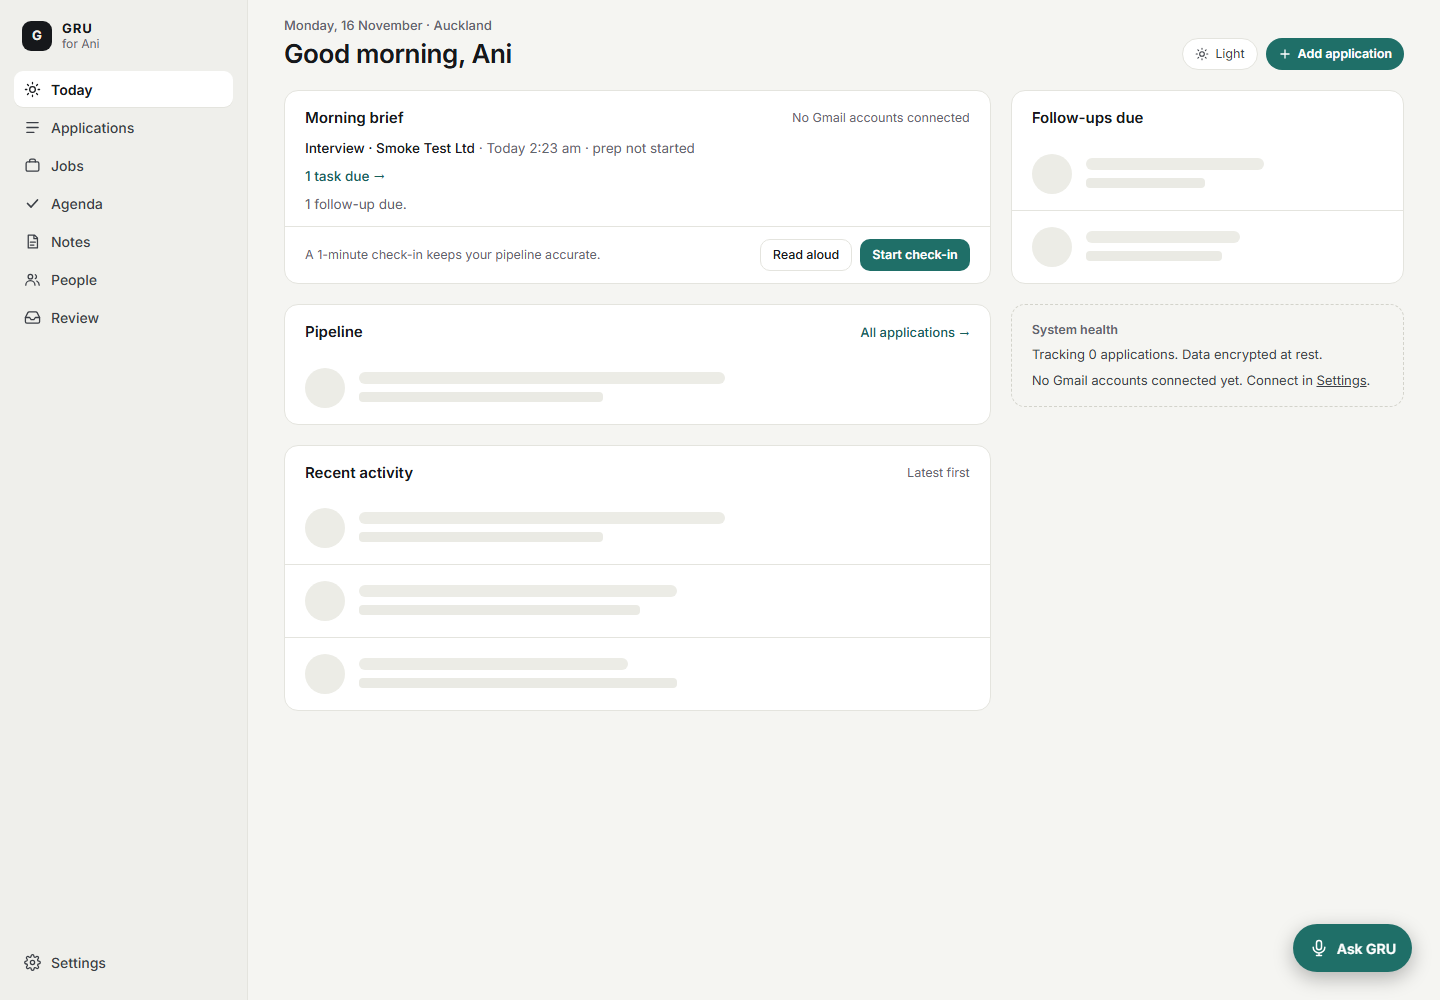 G
GRU
for Ani
Today
Applications
Jobs
Agenda
Notes
People
Review
Settings
Monday, 16 November · Auckland
Good morning, Ani
Light
+ Add application
Morning brief
No Gmail accounts connected
Interview · Smoke Test Ltd · Today 2:23 am · prep not started
1 task due →
1 follow-up due.
A 1-minute check-in keeps your pipeline accurate.
Read aloud
Start check-in
Follow-ups due
Pipeline
All applications →
System health
Tracking 0 applications. Data encrypted at rest.
No Gmail accounts connected yet. Connect in Settings.
Recent activity
Latest first
Ask GRU